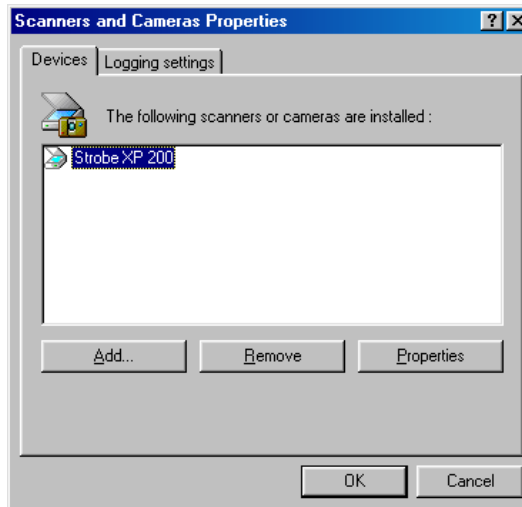 Scanners and Cameras Properties
Devices Logging settings
The following scanners or cameras are installed :
Strobe XP 200
Add... Remove Properties
OK Cancel